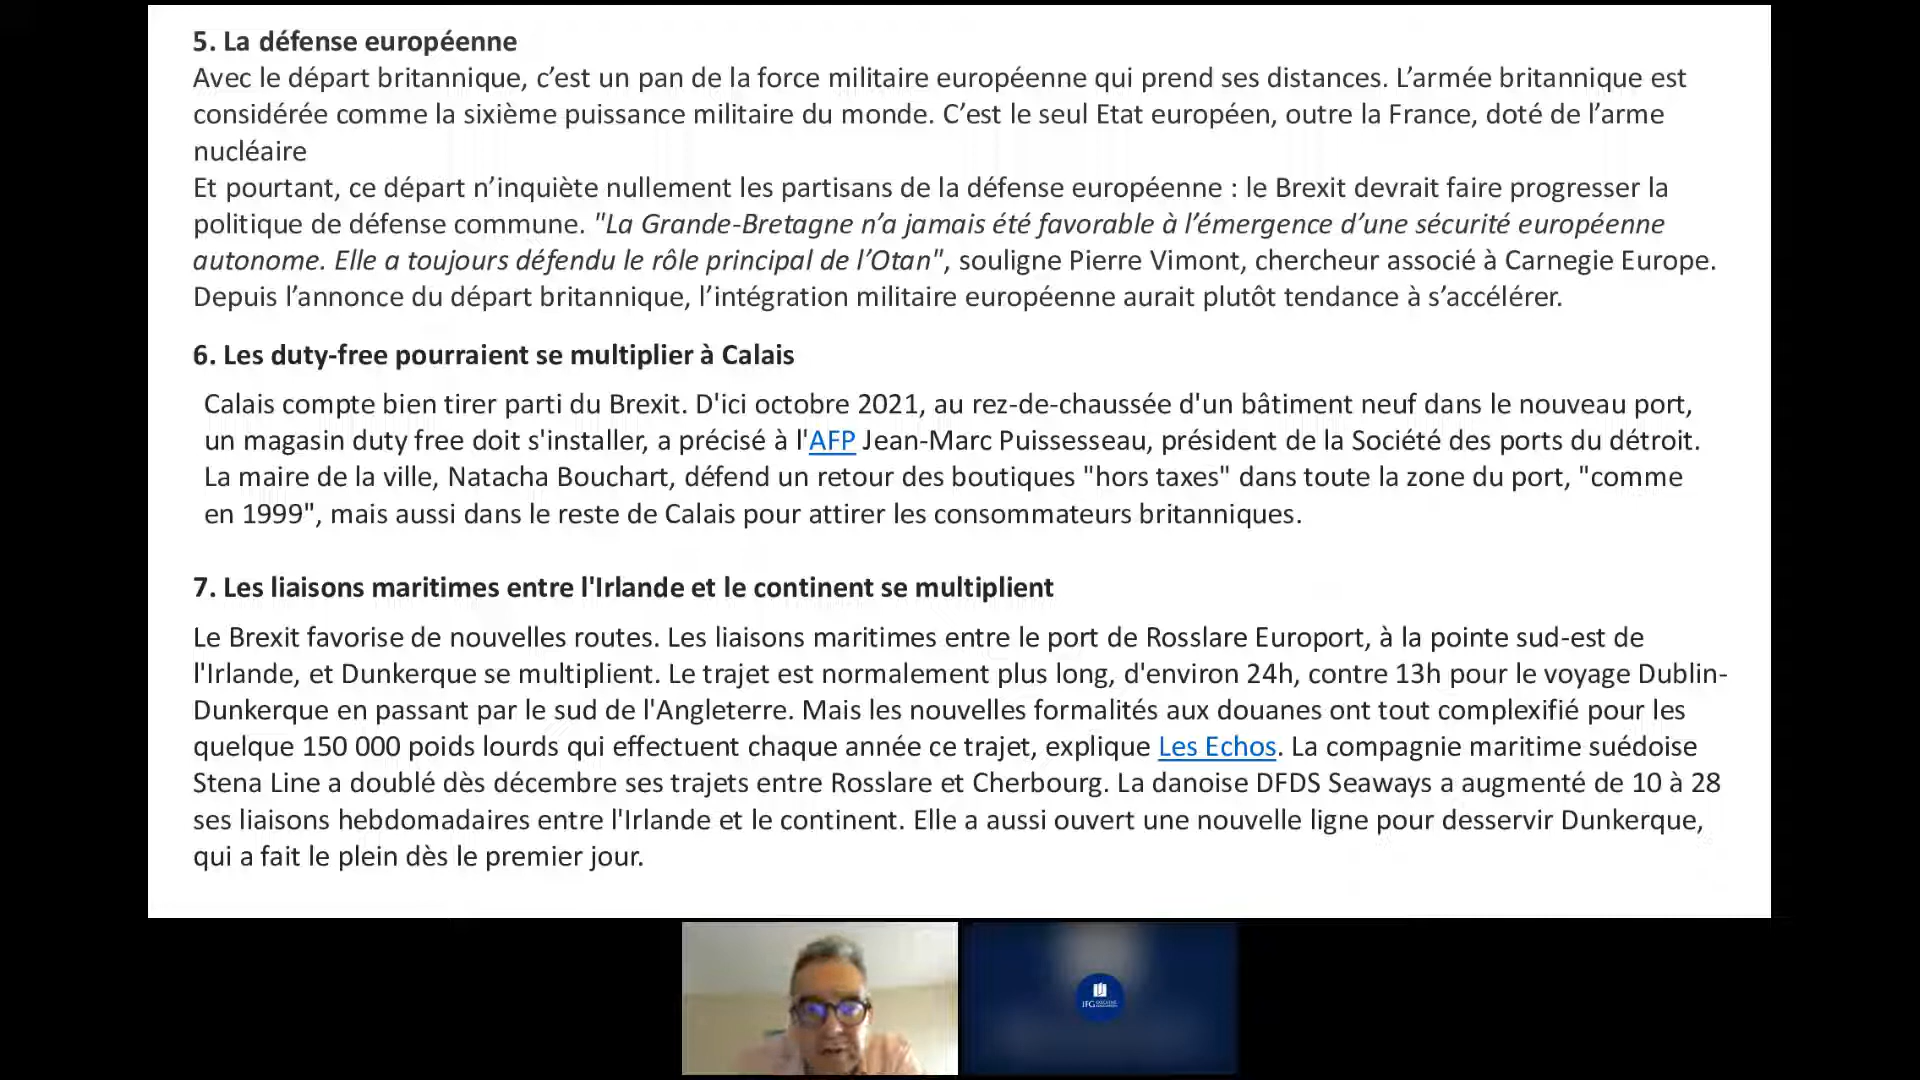 5. La défense européenne
Avec le départ britannique, c’est un pan de la force militaire européenne qui prend ses distances. L’armée britannique est
considérée comme la sixième puissance militaire du monde. C’est le seul Etat européen, outre la France, doté de l’arme
nucléaire
Et pourtant, ce départ n’inquiète nullement les partisans de la défense européenne : le Brexit devrait faire progresser la
politique de défense commune. "La Grande-Bretagne n’a jamais été favorable à l’émergence d’une sécurité européenne
autonome. Elle a toujours défendu le rôle principal de l’Otan", souligne Pierre Vimont, chercheur associé à Carnegie Europe.
Depuis l’annonce du départ britannique, l’intégration militaire européenne aurait plutôt tendance à s’accélérer.
6. Les duty-free pourraient se multiplier à Calais
Calais compte bien tirer parti du Brexit. D'ici octobre 2021, au rez-de-chaussée d'un bâtiment neuf dans le nouveau port,
un magasin duty free doit s'installer, a précisé à l'AFP Jean-Marc Puissesseau, président de la Société des ports du détroit.
La maire de la ville, Natacha Bouchart, défend un retour des boutiques "hors taxes" dans toute la zone du port, "comme
en 1999", mais aussi dans le reste de Calais pour attirer les consommateurs britanniques.
7. Les liaisons maritimes entre l'Irlande et le continent se multiplient
Le Brexit favorise de nouvelles routes. Les liaisons maritimes entre le port de Rosslare Europort, à la pointe sud-est de
l'Irlande, et Dunkerque se multiplient. Le trajet est normalement plus long, d'environ 24h, contre 13h pour le voyage Dublin-
Dunkerque en passant par le sud de l'Angleterre. Mais les nouvelles formalités aux douanes ont tout complexifié pour les
quelque 150 000 poids lourds qui effectuent chaque année ce trajet, explique Les Echos. La compagnie maritime suédoise
Stena Line a doublé dès décembre ses trajets entre Rosslare et Cherbourg. La danoise DFDS Seaways a augmenté de 10 à 28
ses liaisons hebdomadaires entre l'Irlande et le continent. Elle a aussi ouvert une nouvelle ligne pour desservir Dunkerque,
qui a fait le plein dès le premier jour.
IFG